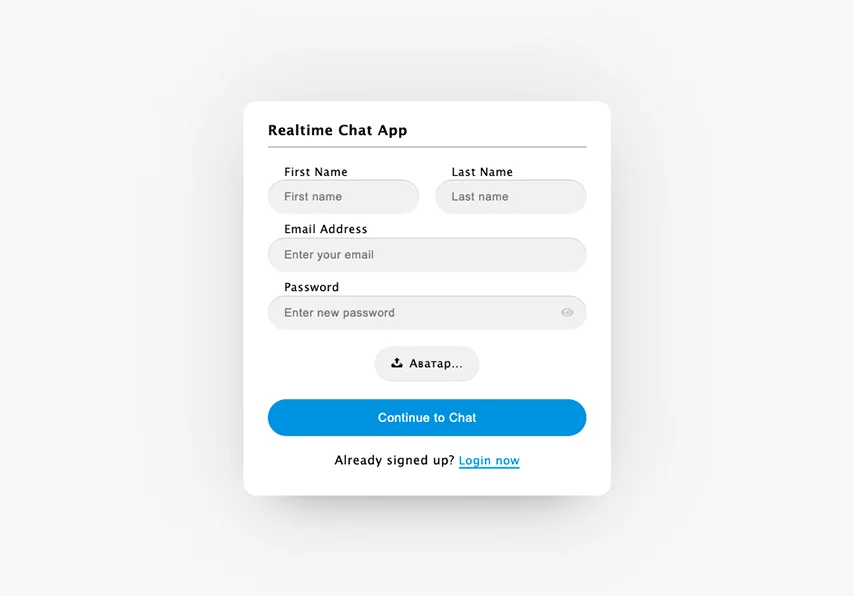 Realtime Chat App
First Name Last Name
First name Last name
Email Address
Enter your email
Password
Enter new password
Аватар...
Continue to Chat
Already signed up? Login now